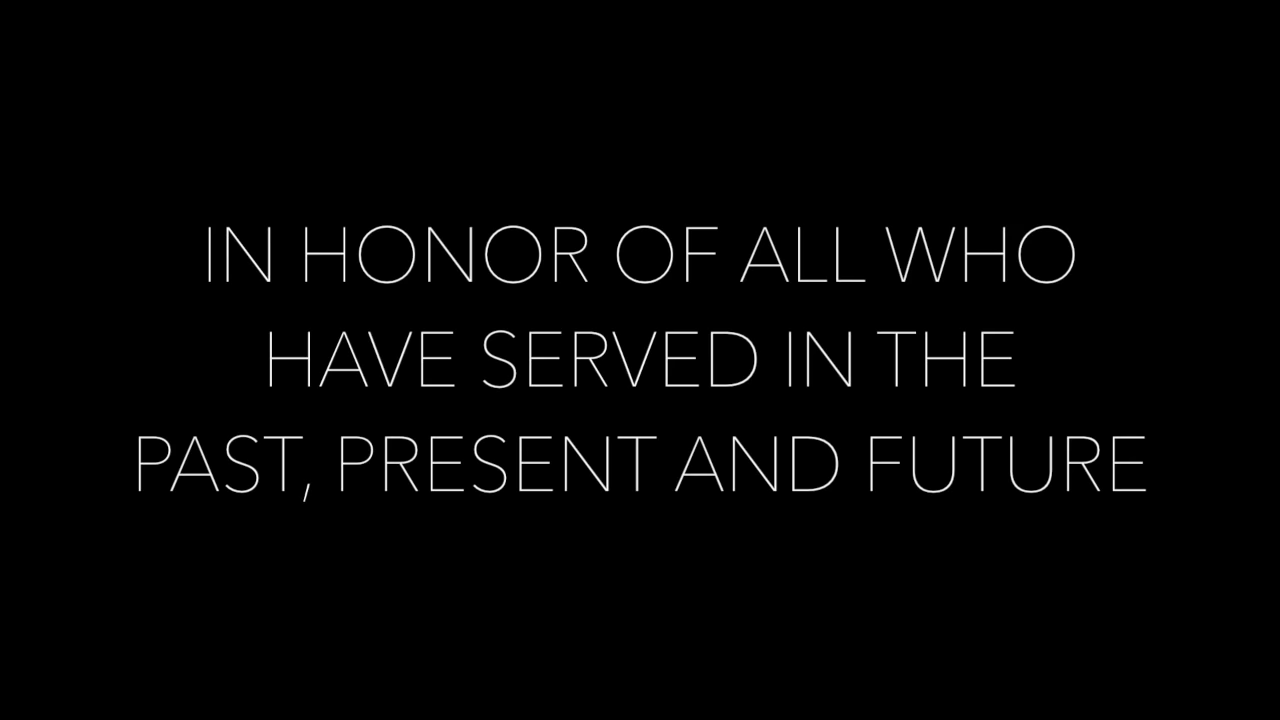 IN HONOR OF ALL WHO
HAVE SERVED IN THE
PAST, PRESENT AND FUTURE